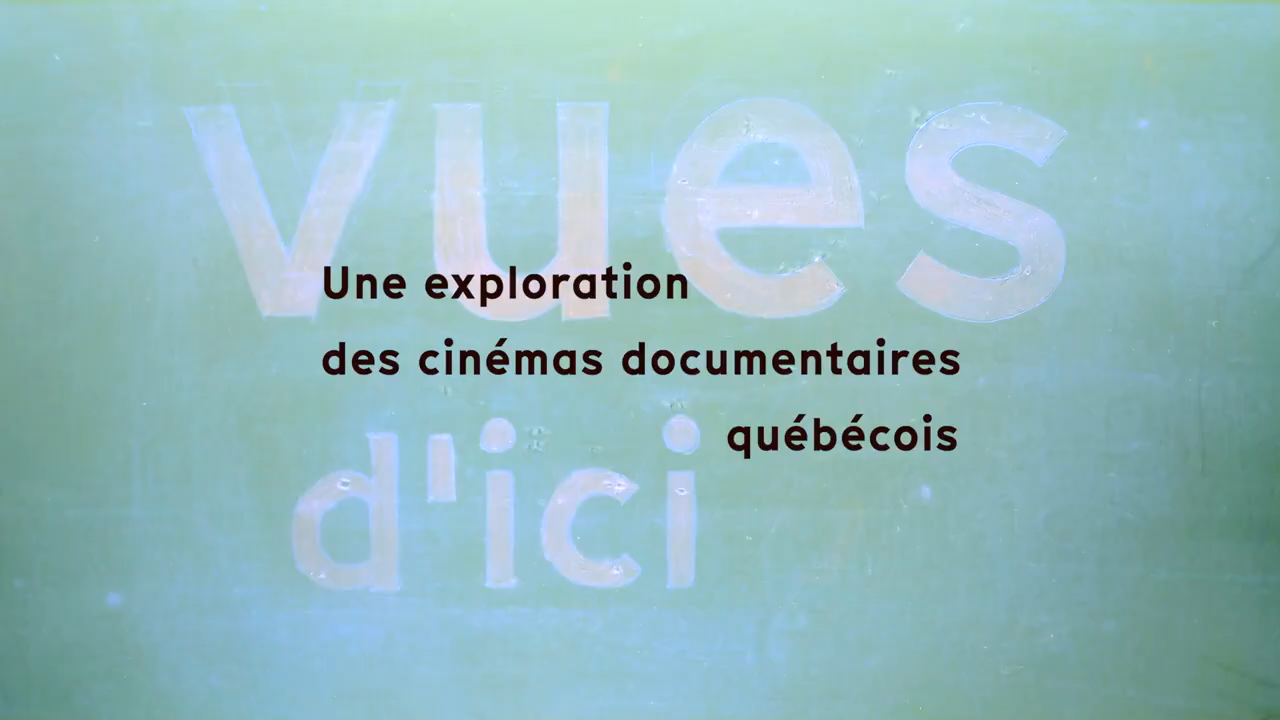 vues
Une exploration
des cinémas documentaires
québécois
d'ici